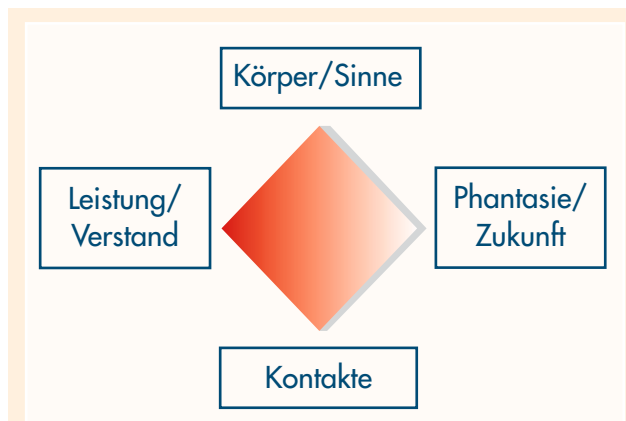 Körper/Sinne
Leistung/
Verstand
Phantasie/
Zukunft
Kontakte